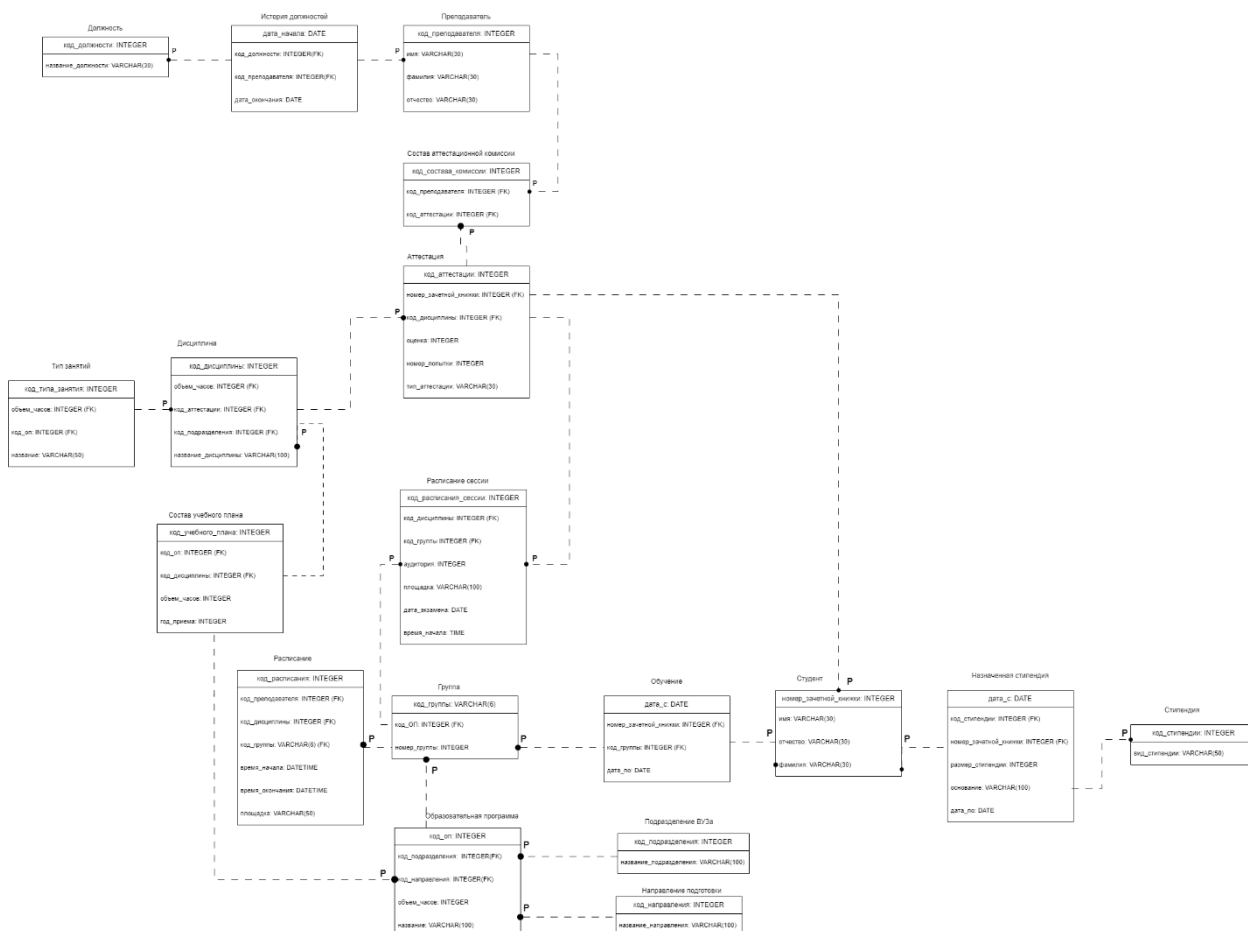 Должность
код_должности: INTEGER
название_должности: VARCHAR(30)
P
История должностей
дата_начала: DATE
код_должности: INTEGER(FK)
код_преподавателя: INTEGER(FK)
дата_окончания: DATE
P
Преподаватель
код_преподавателя: INTEGER
имя: VARCHAR(30)
фамилия: VARCHAR(30)
отчество: VARCHAR(30)
Состав аттестационной комиссии
код_состава_комиссии: INTEGER
код_преподавателя: INTEGER (FK)
код_аттестации: INTEGER (FK)
P
P
Аттестация
код_аттестации: INTEGER
номер_зачетной_книжки: INTEGER (FK)
код_дисциплины: INTEGER (FK)
оценка: INTEGER
номер_попытки: INTEGER
тип_аттестации: VARCHAR(30)
P
Тип занятий
код_типа_занятия: INTEGER
объем_часов: INTEGER (FK)
код_оп: INTEGER (FK)
название: VARCHAR(50)
P
Дисциплина
код_дисциплины: INTEGER
объем_часов: INTEGER (FK)
код_аттестации: INTEGER (FK)
код_подразделения: INTEGER (FK)
название_дисциплины: VARCHAR(100)
P
Состав учебного плана
код_учебного_плана: INTEGER
код_оп: INTEGER (FK)
код_дисциплины: INTEGER (FK)
объем_часов: INTEGER
год_приема: INTEGER
Расписание сессии
код_расписания_сессии: INTEGER
код_дисциплины: INTEGER (FK)
код_группы INTEGER (FK)
аудитория: INTEGER
площадка: VARCHAR(100)
дата_экзамена: DATE
время_начала: TIME
P
P
Расписание
код_расписания: INTEGER
код_преподавателя: INTEGER (FK)
код_дисциплины: INTEGER (FK)
код_группы: VARCHAR(6) (FK)
время_начала: DATETIME
время_окончания: DATETIME
площадка: VARCHAR(50)
P
Группа
код_группы: VARCHAR(6)
код_ОП: INTEGER (FK)
номер_группы: INTEGER
P
P
Обучение
дата_с: DATE
номер_зачетной_книжки: INTEGER (FK)
код_группы: INTEGER (FK)
дата_по: DATE
P
Студент
P
номер_зачетной_книжки: INTEGER
имя: VARCHAR(30)
отчество: VARCHAR(30)
фамилия: VARCHAR(30)
P
Назначенная стипендия
дата_с: DATE
код_стипендии: INTEGER (FK)
номер_зачетной_книжки: INTEGER (FK)
размер_стипендии: INTEGER
основание: VARCHAR(100)
дата_по: DATE
P
Стипендия
код_стипендии: INTEGER
вид_стипендии: VARCHAR(50)
Образовательная программа
код_оп: INTEGER
код_подразделения: INTEGER(FK)
код_направления: INTEGER(FK)
объем_часов: INTEGER
название: VARCHAR(100)
P
P
P
Подразделение ВУЗа
код_подразделения: INTEGER
название_подразделения: VARCHAR(100)
Направление подготовки
код_направления: INTEGER
название_направления: VARCHAR(100)